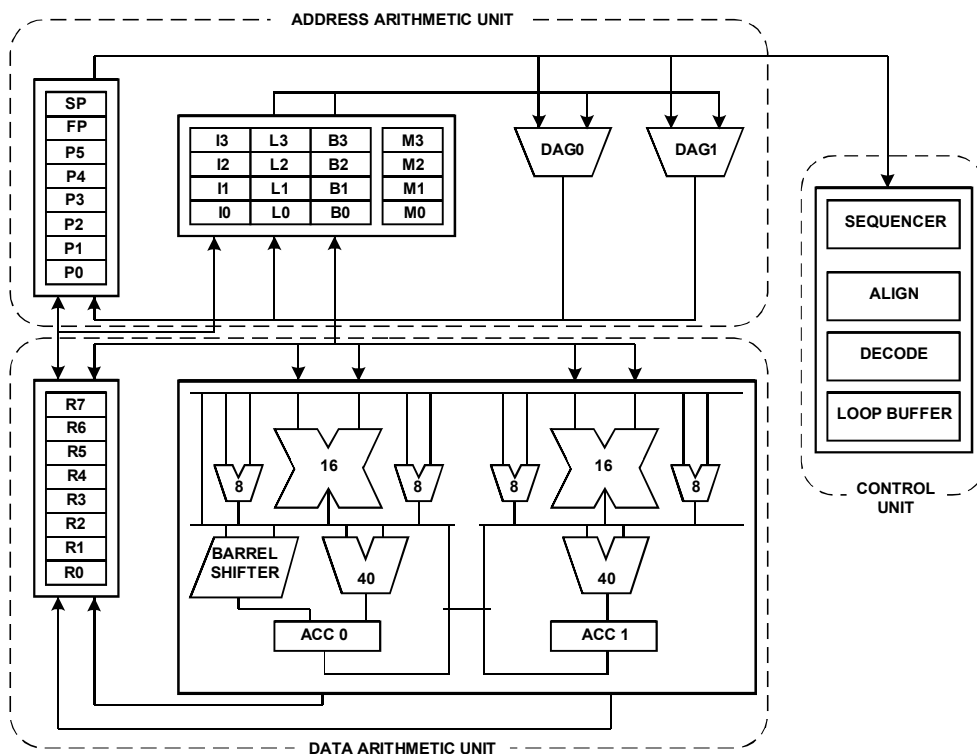 ADDRESS ARITHMETIC UNIT
SP
FP
P5
P4
P3
P2
P1
P0
I3 L3 B3 M3
I2 L2 B2 M2
I1 L1 B1 M1
I0 L0 B0 M0
DAG0
DAG1
SEQUENCER
ALIGN
DECODE
LOOP BUFFER
CONTROL
UNIT
R7
R6
R5
R4
R3
R2
R1
R0
8
16
8
8
16
8
BARREL
SHIFTER
40
40
ACC 0
ACC 1
DATA ARITHMETIC UNIT